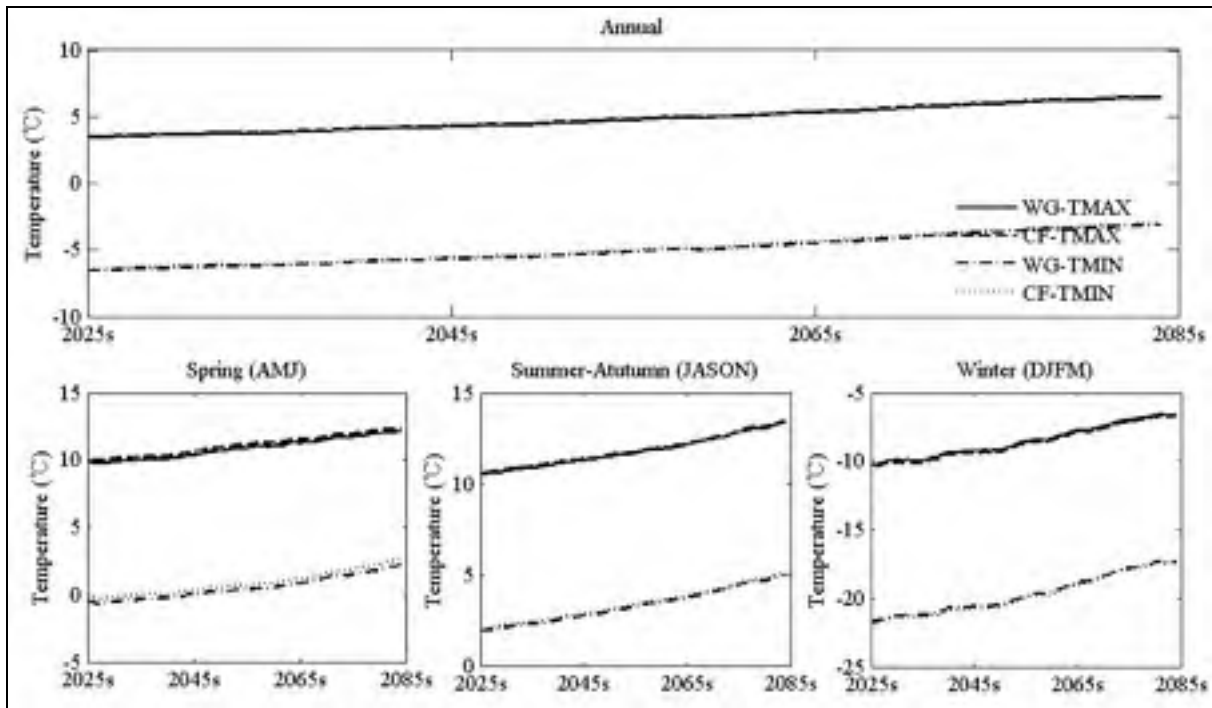 Annual
10
5
0
-5
-10
Temperature (℃)
WG-TMAX
CF-TMAX
WG-TMIN
CF-TMIN
2025s 2045s 2065s 2085s
Spring (AMJ) Summer-Atutumn (JASON) Winter (DJFM)
15
10
5
0
-5
Temperature (℃)
2025s 2045s 2065s 2085s
15
10
5
0
Temperature (℃)
2025s 2045s 2065s 2085s
-5
-10
-15
-20
-25
Temperature (℃)
2025s 2045s 2065s 2085s